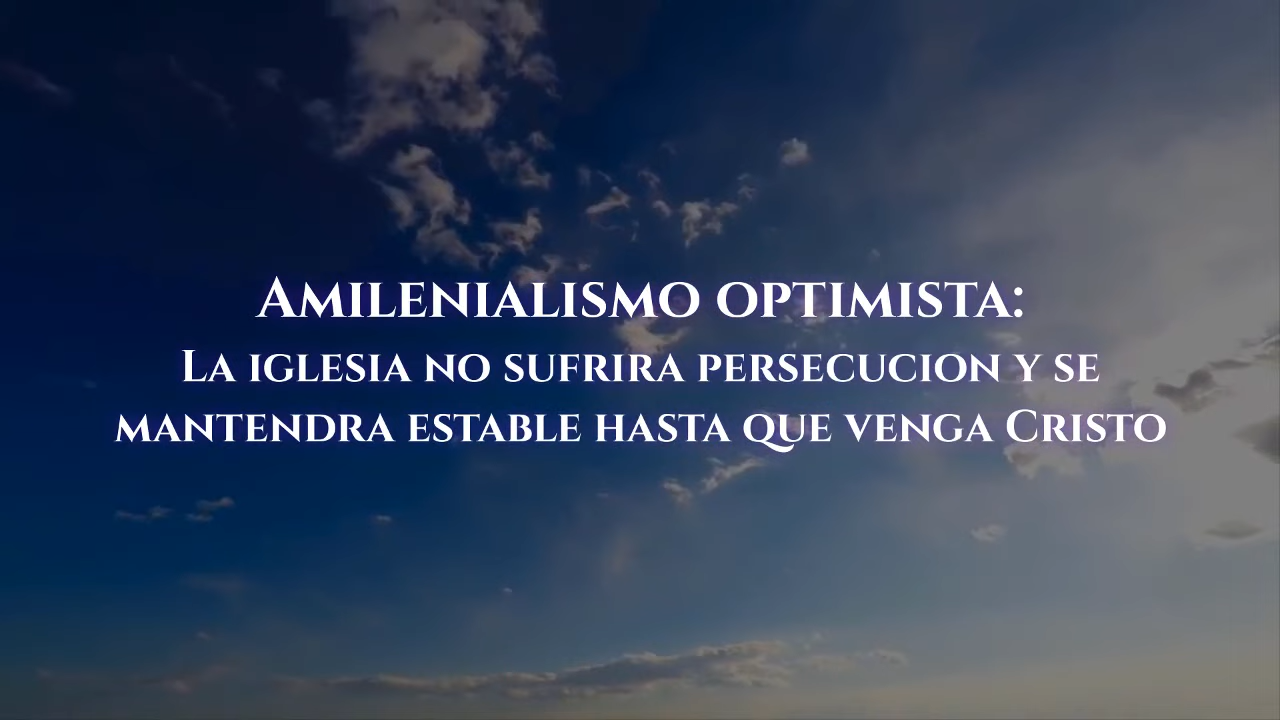 Amilenialismo optimista:
La iglesia no sufrira persecucion y se
mantendra estable hasta que venga Cristo